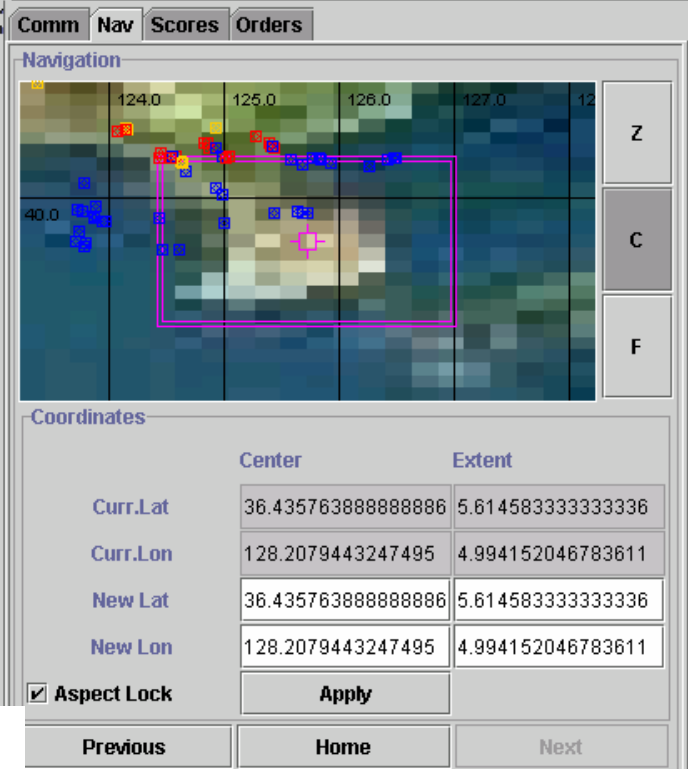 Comm Nav Scores Orders
Navigation
124.0 125.0 126.0 127.0 12
40.0
Z
C
F
Coordinates
Center Extent
Curr.Lat 36.435763888888886 5.614583333333336
Curr.Lon 128.2079443247495 4.994152046783611
New Lat 36.435763888888886 5.614583333333336
New Lon 128.2079443247495 4.994152046783611
Aspect Lock Apply
Previous Home Next